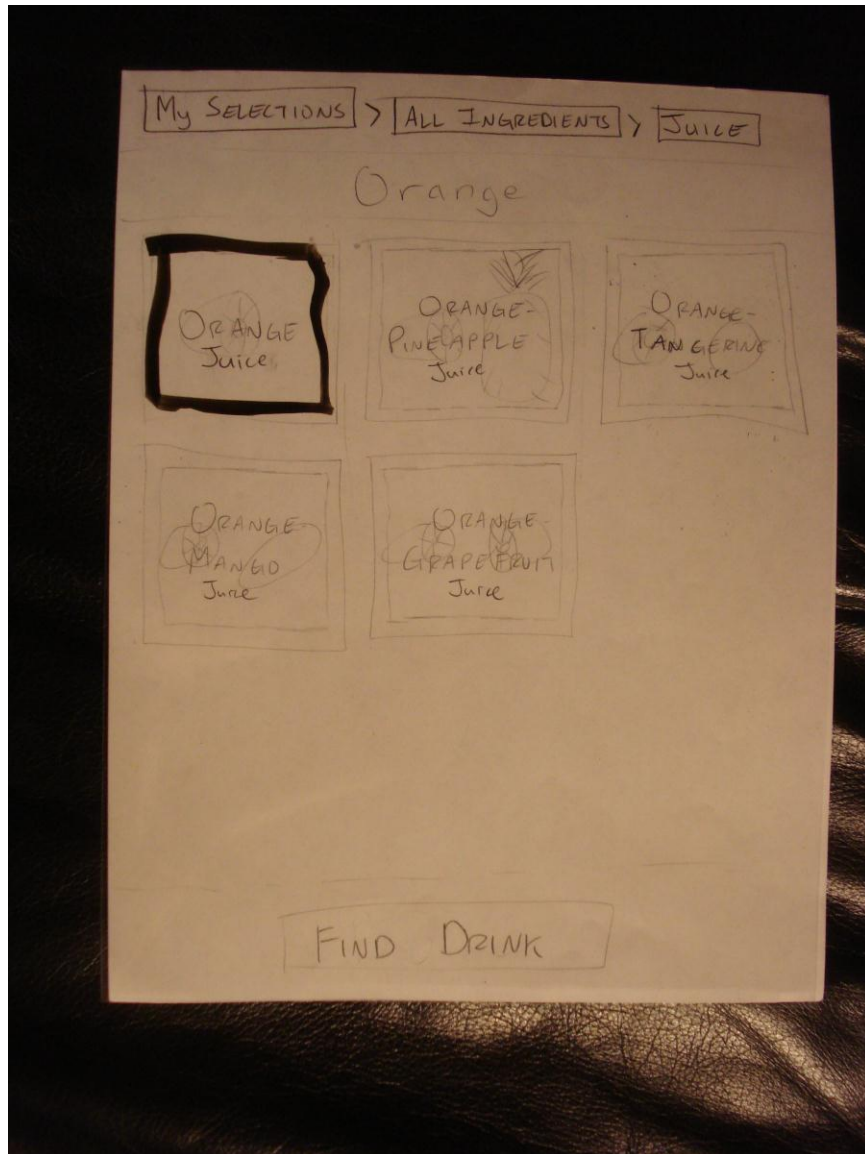 My SELECTIONS > ALL INGREDIENTS > JUICE
Orange
ORANGE
Juice
ORANGE-
PINEAPPLE
Juice
ORANGE-
TANGERINE
Juice
ORANGE-
MANGO
Juice
ORANGE-
GRAPEFRUIT
Juice
FIND DRINK